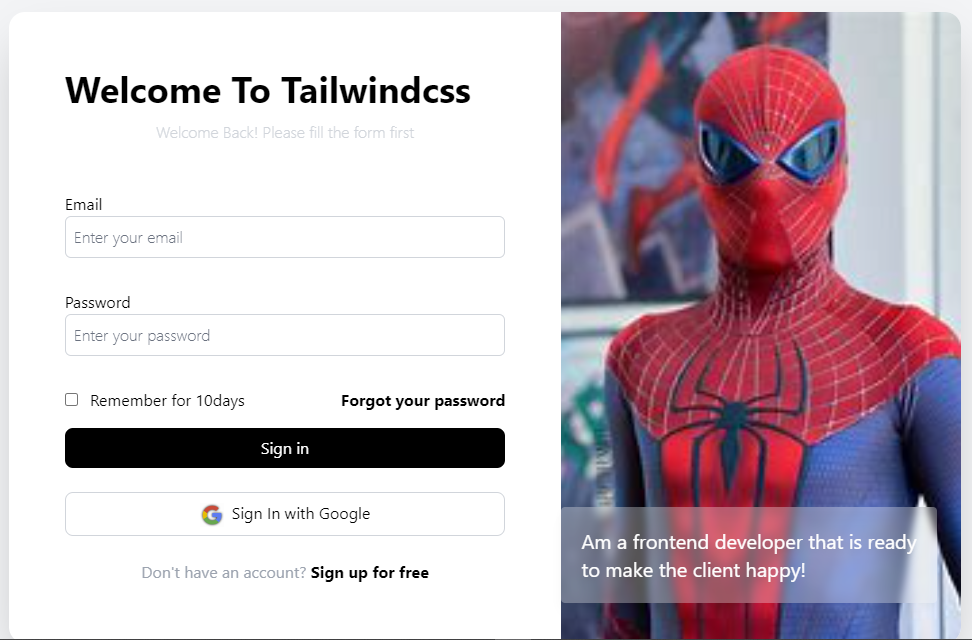 Welcome To Tailwindcss
Welcome Back! Please fill the form first
Email
Enter your email
Password
Enter your password
Remember for 10days
Forgot your password
Sign in
Sign In with Google
Don't have an account? Sign up for free
Am a frontend developer that is ready
to make the client happy!